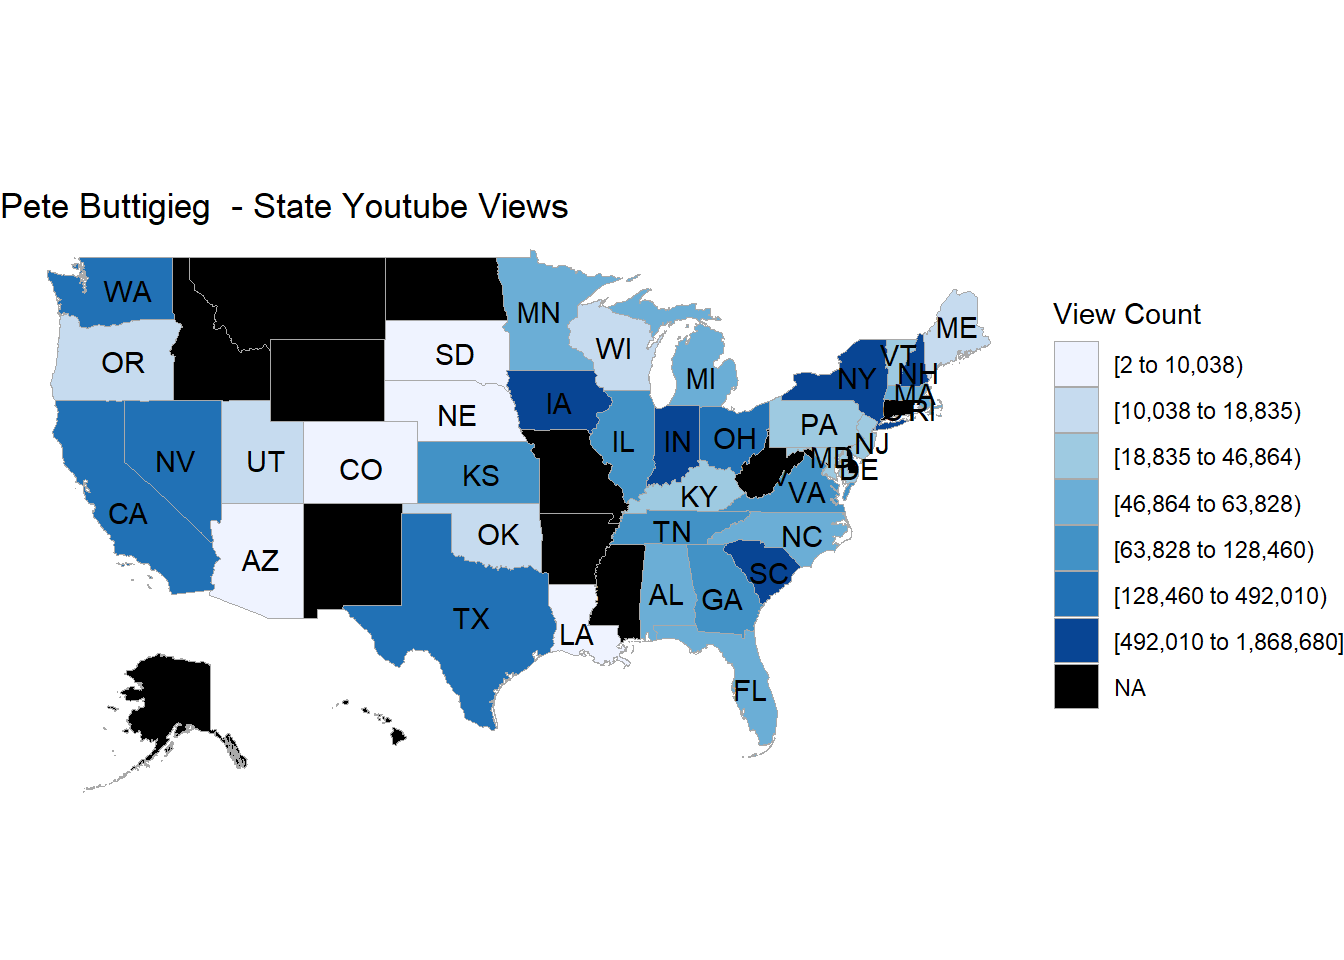 Pete Buttigieg  - State Youtube Views
WA
MN
ME
OR
SD
WI
VT
NH
MI
NY
MA
IA
NE
RI
PA
NV
UT
CO
KS
IL
IN
OH
NJ
MD
DE
CA
KY
VA
AZ
OK
TN
NC
SC
AL
GA
TX
LA
FL
View Count
[2 to 10,038)
[10,038 to 18,835)
[18,835 to 46,864)
[46,864 to 63,828)
[63,828 to 128,460)
[128,460 to 492,010)
[492,010 to 1,868,680]
NA